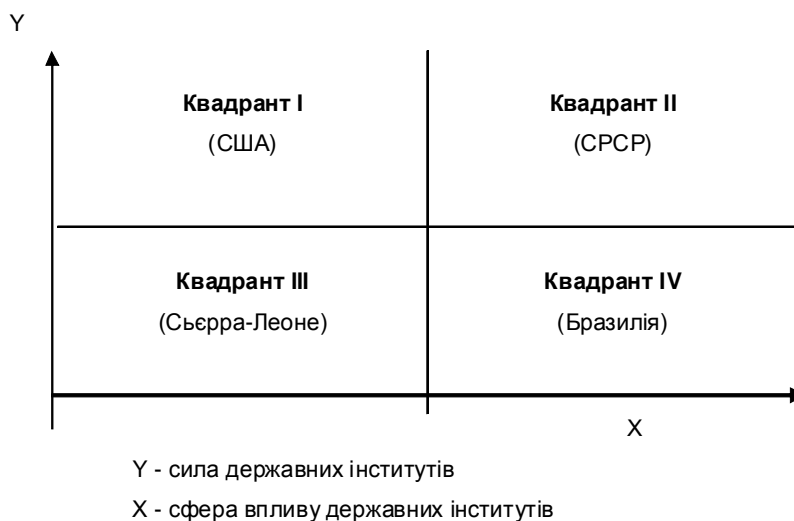 Y
Квадрант I
Квадрант II
(США)
(СРСР)
Квадрант III
Квадрант IV
(Сьєрра-Леоне)
(Бразилія)
X
Y - сила державних інститутів
X - сфера впливу державних інститутів